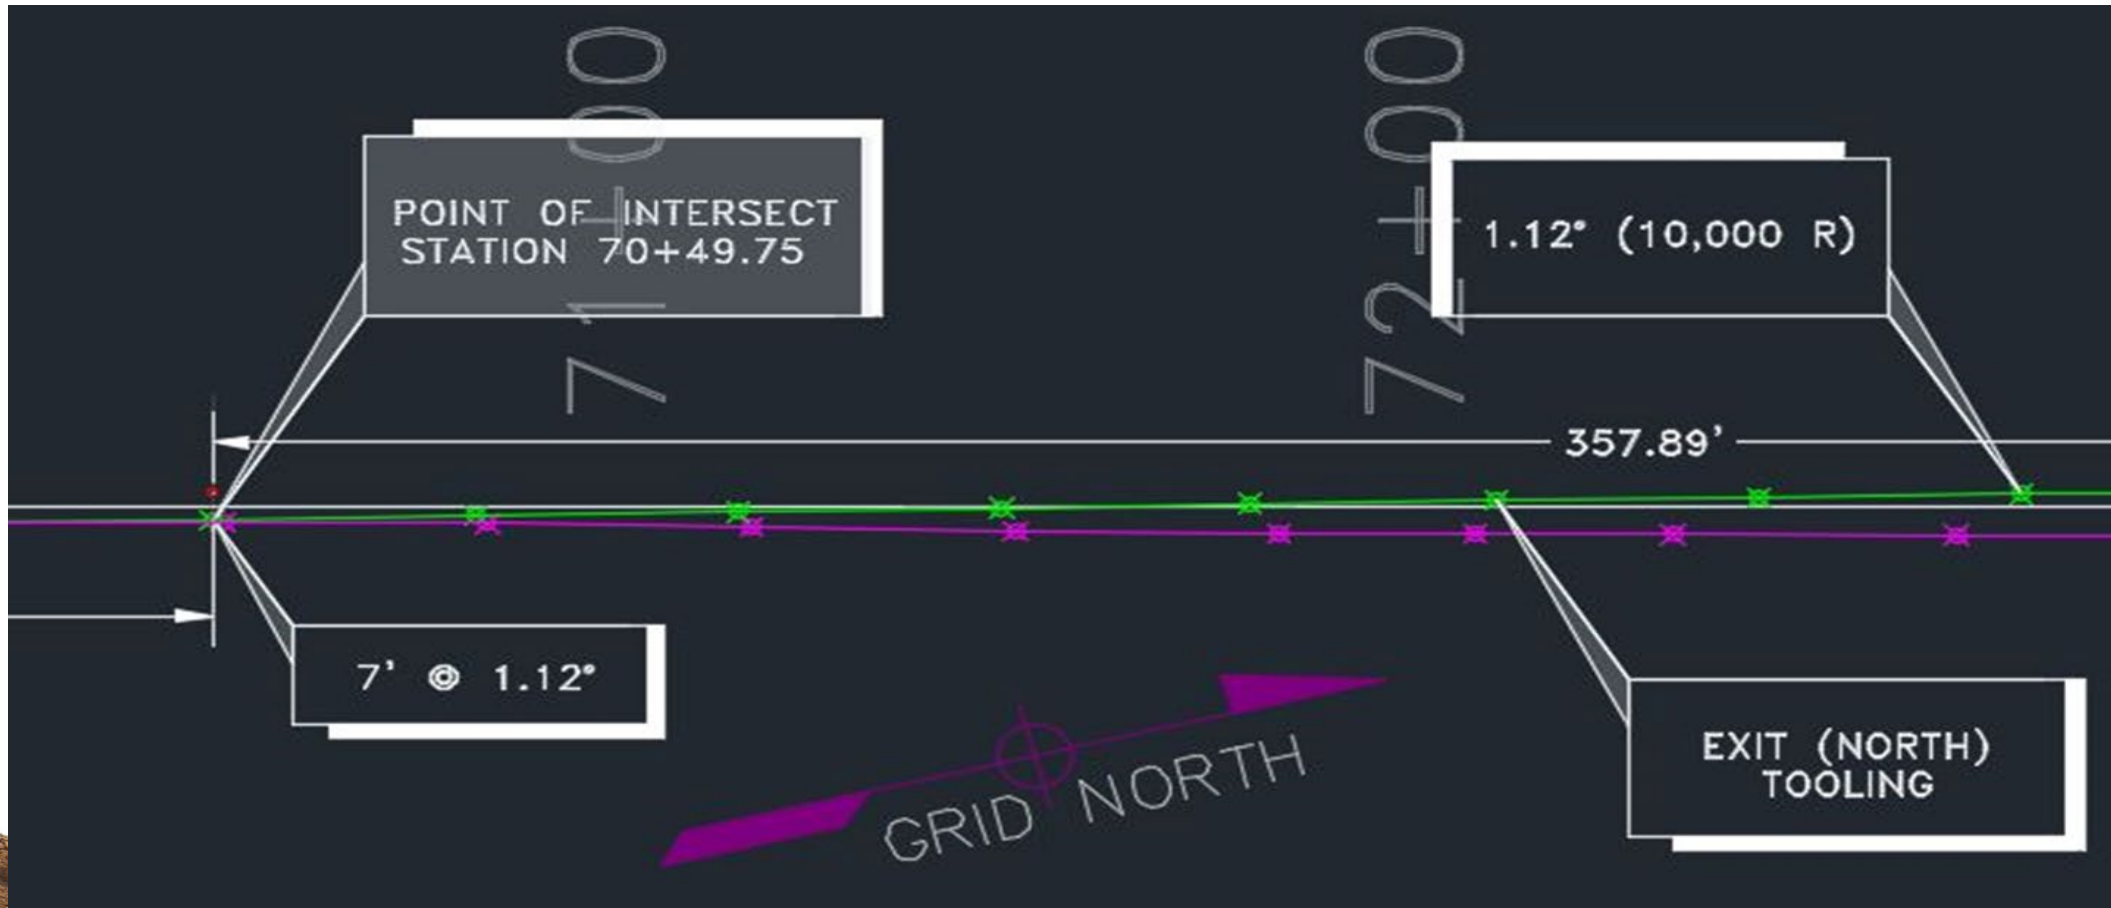 71+00
72+00
POINT OF INTERSECT
STATION 70+49.75
1.12° (10,000 R)
357.89'
7' @ 1.12°
GRID NORTH
EXIT (NORTH)
TOOLING